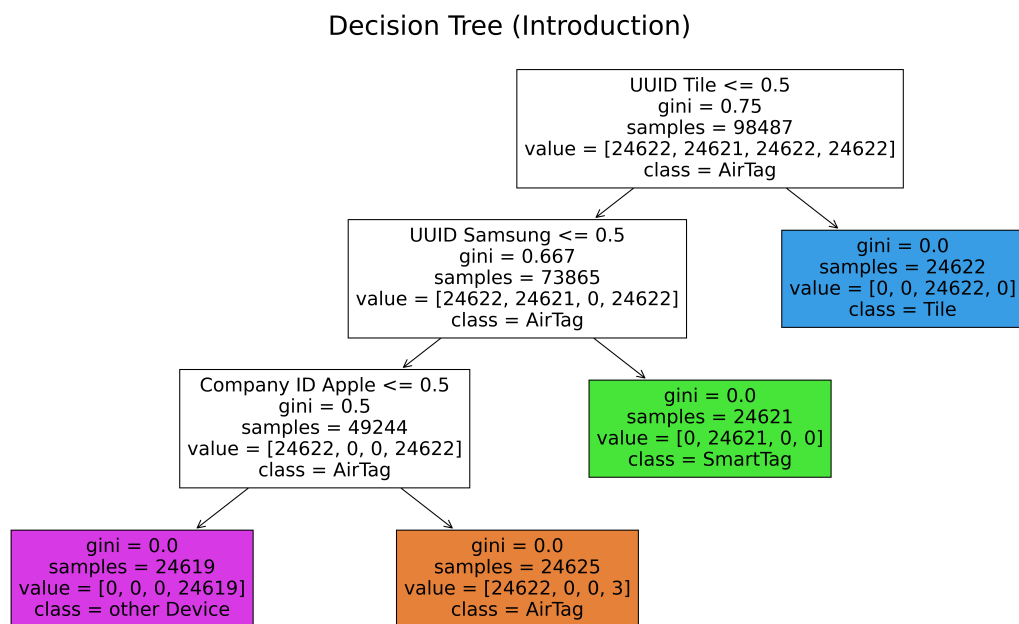 Decision Tree (Introduction)
UUID Tile <= 0.5
gini = 0.75
samples = 98487
value = [24622, 24621, 24622, 24622]
class = AirTag
UUID Samsung <= 0.5
gini = 0.667
samples = 73865
value = [24622, 24621, 0, 24622]
class = AirTag
gini = 0.0
samples = 24622
value = [0, 0, 24622, 0]
class = Tile
Company ID Apple <= 0.5
gini = 0.5
samples = 49244
value = [24622, 0, 0, 24622]
class = AirTag
gini = 0.0
samples = 24621
value = [0, 24621, 0, 0]
class = SmartTag
gini = 0.0
samples = 24619
value = [0, 0, 0, 24619]
class = other Device
gini = 0.0
samples = 24625
value = [24622, 0, 0, 3]
class = AirTag